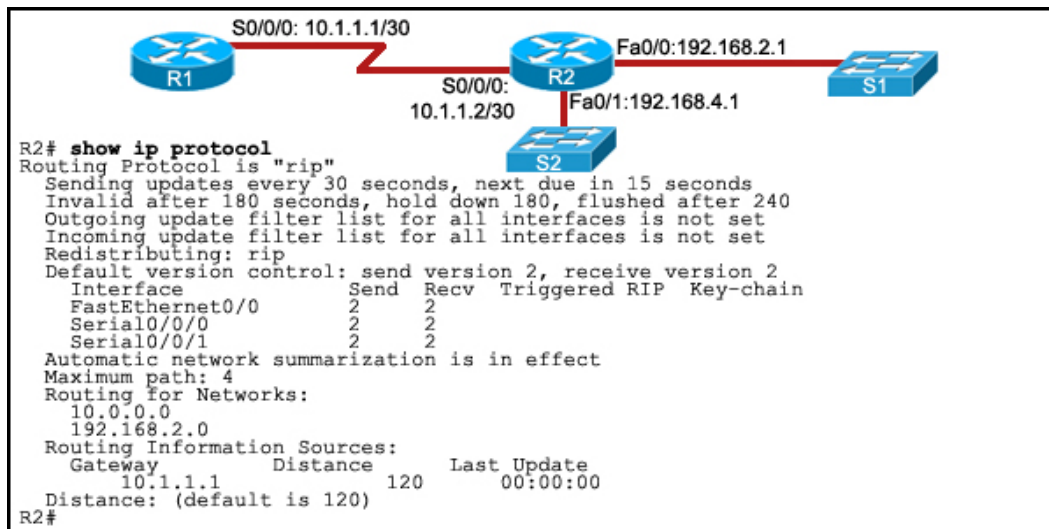 S0/0/0: 10.1.1.1/30
Fa0/0:192.168.2.1
R1
R2
S1
S0/0/0:
10.1.1.2/30
Fa0/1:192.168.4.1
S2
R2# show ip protocol
Routing Protocol is "rip"
Sending updates every 30 seconds, next due in 15 seconds
Invalid after 180 seconds, hold down 180, flushed after 240
Outgoing update filter list for all interfaces is not set
Incoming update filter list for all interfaces is not set
Redistributing: rip
Default version control: send version 2, receive version 2
Interface Send Recv Triggered RIP Key-chain
FastEthernet0/0 2 2
Serial0/0/0 2 2
Serial0/0/1 2 2
Automatic network summarization is in effect
Maximum path: 4
Routing for Networks:
10.0.0.0
192.168.2.0
Routing Information Sources:
Gateway Distance Last Update
10.1.1.1 120 00:00:00
Distance: (default is 120)
R2#